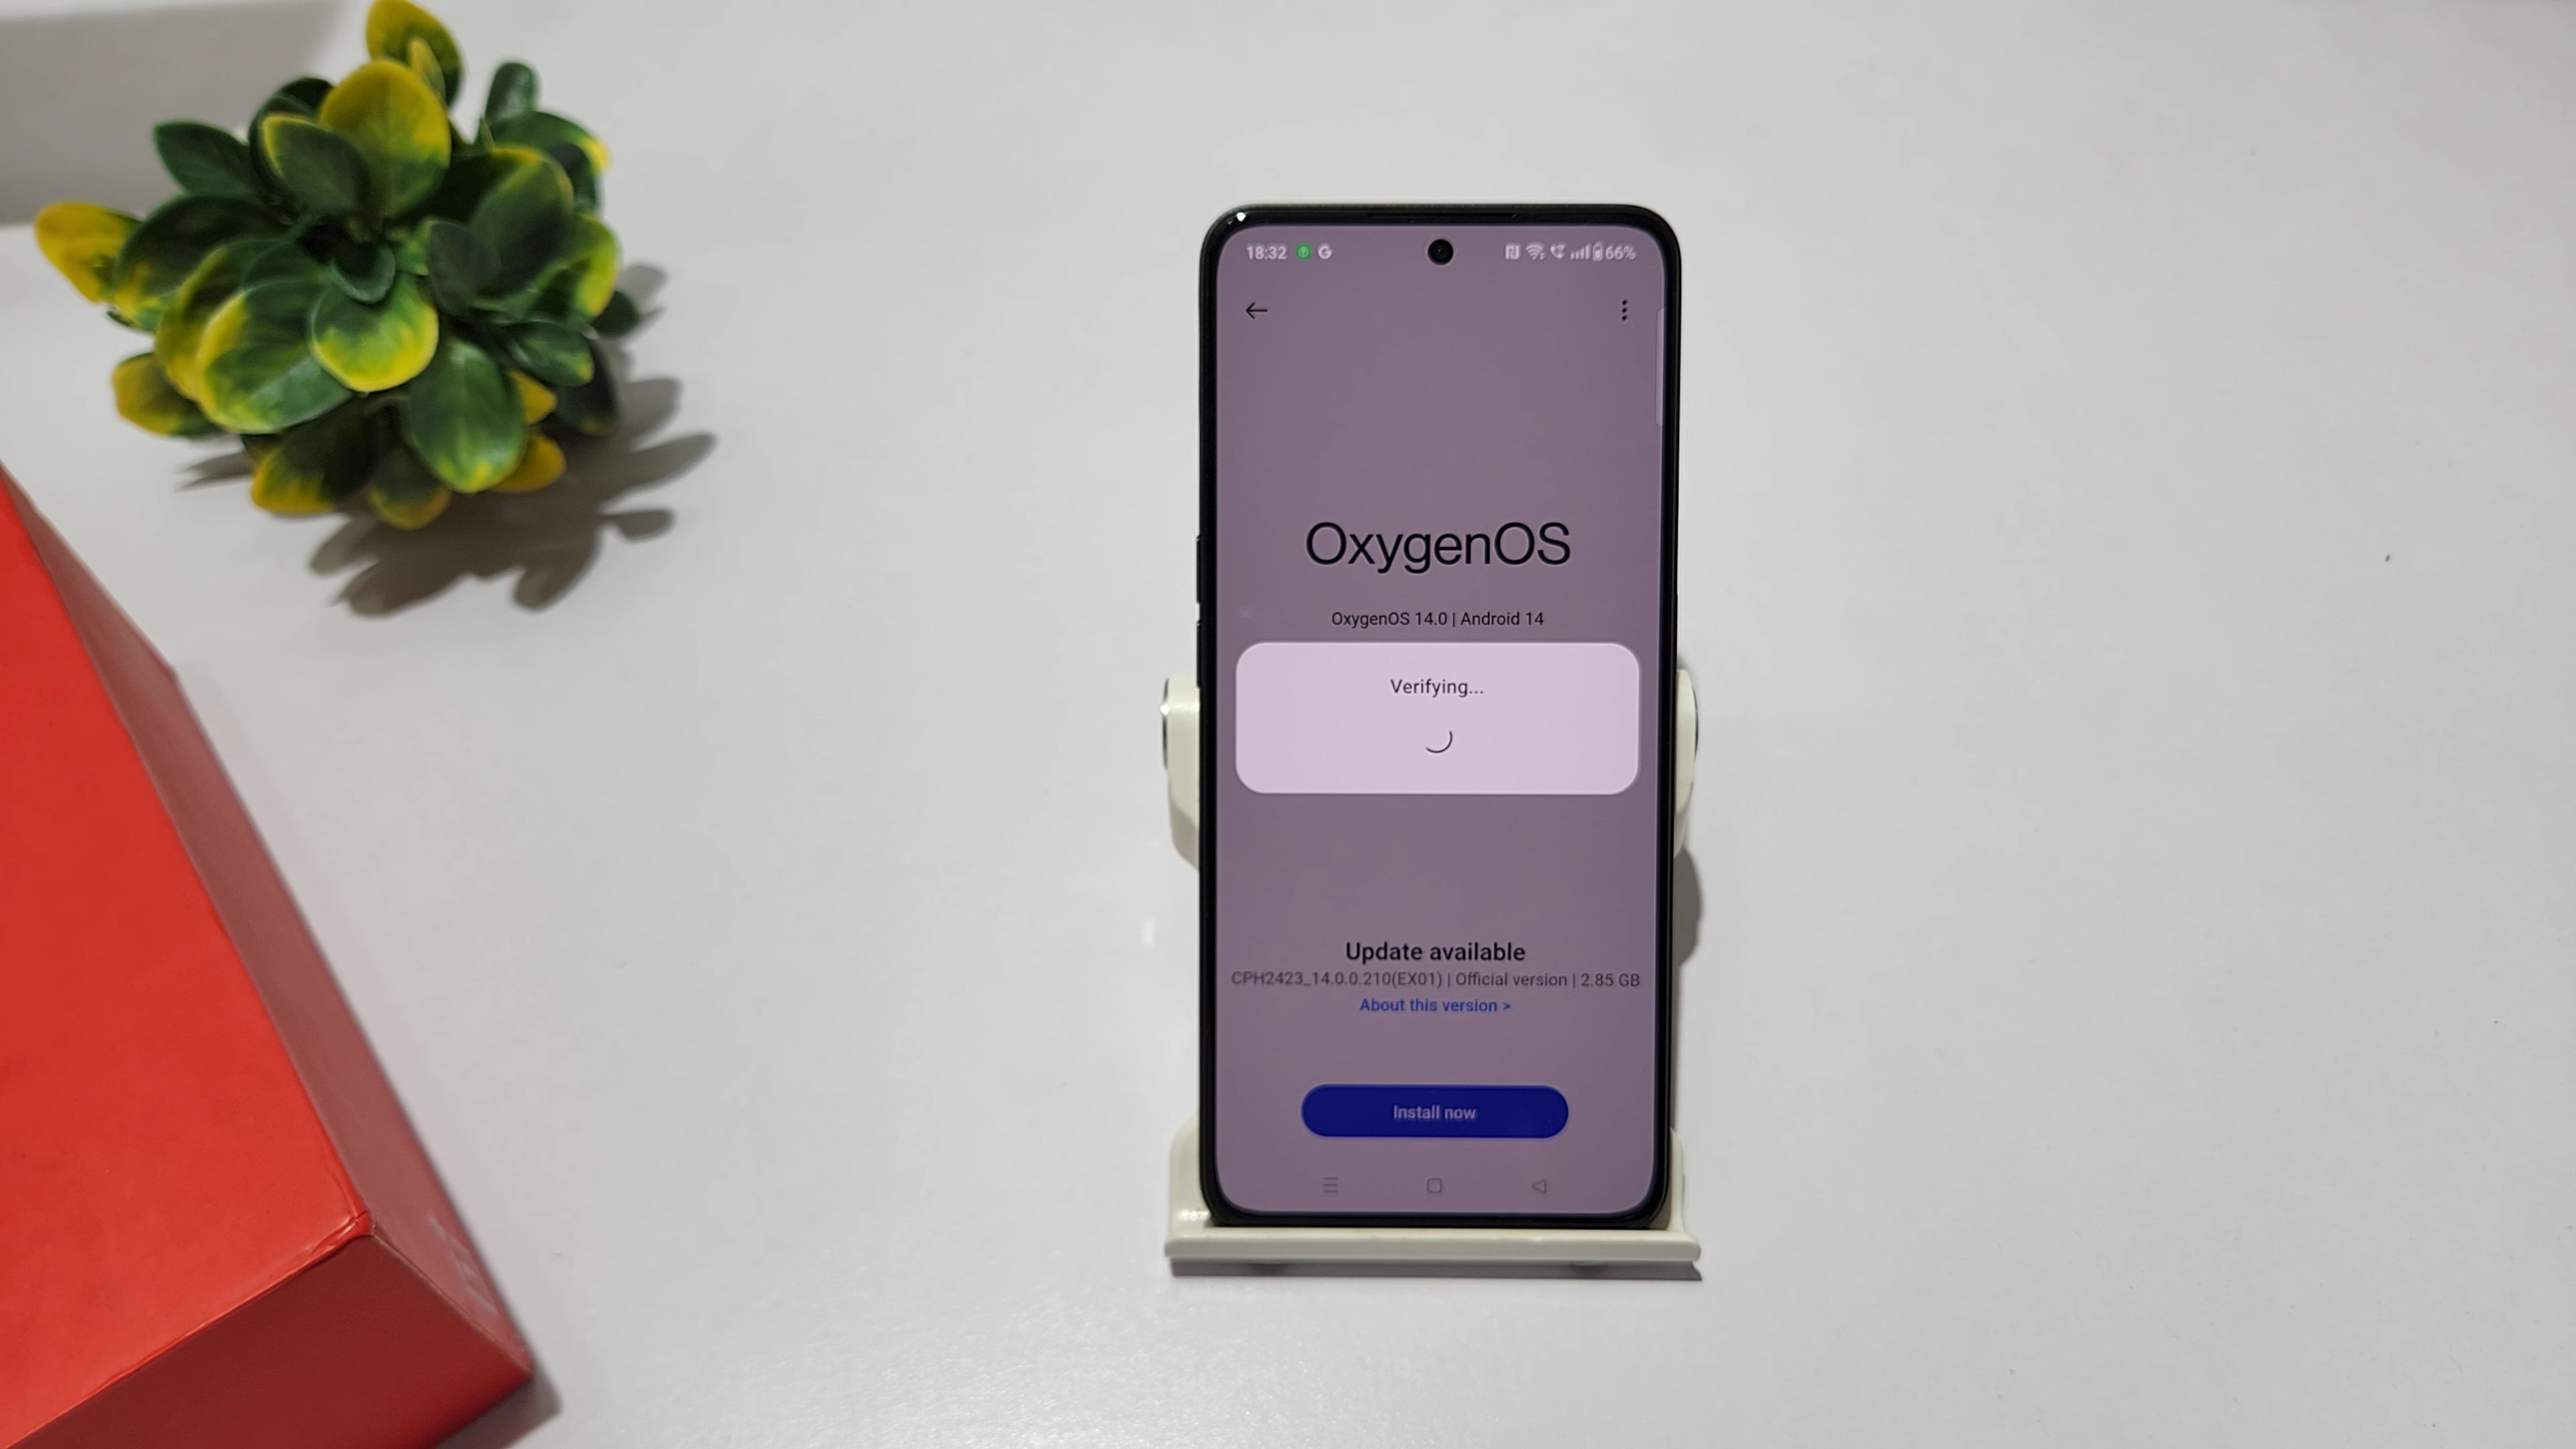 18:32 G 66%
OxygenOS
OxygenOS 14.0 | Android 14
Verifying...
Update available
CPH2423_14.0.0.210(EX01) | Official version | 2.85 GB
About this version >
Install now